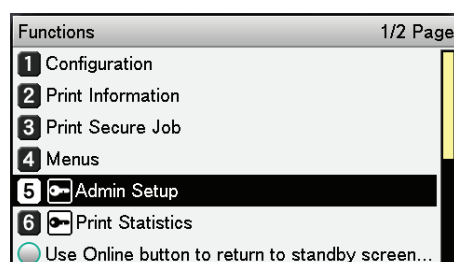 Functions 1/2 Page
1 Configuration
2 Print Information
3 Print Secure Job
4 Menus
5 Admin Setup
6 Print Statistics
Use Online button to return to standby screen...